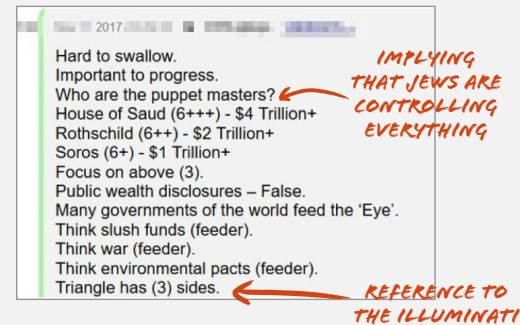 2017
Hard to swallow.
Important to progress.
Who are the puppet masters?
House of Saud (6+++) - $4 Trillion+
Rothschild (6++) - $2 Trillion+
Soros (6+) - $1 Trillion+
Focus on above (3).
Public wealth disclosures – False.
Many governments of the world feed the ‘Eye’.
Think slush funds (feeder).
Think war (feeder).
Think environmental pacts (feeder).
Triangle has (3) sides.
IMPLYING
THAT JEWS ARE
CONTROLLING
EVERYTHING
REFERENCE TO
THE ILLUMINATI